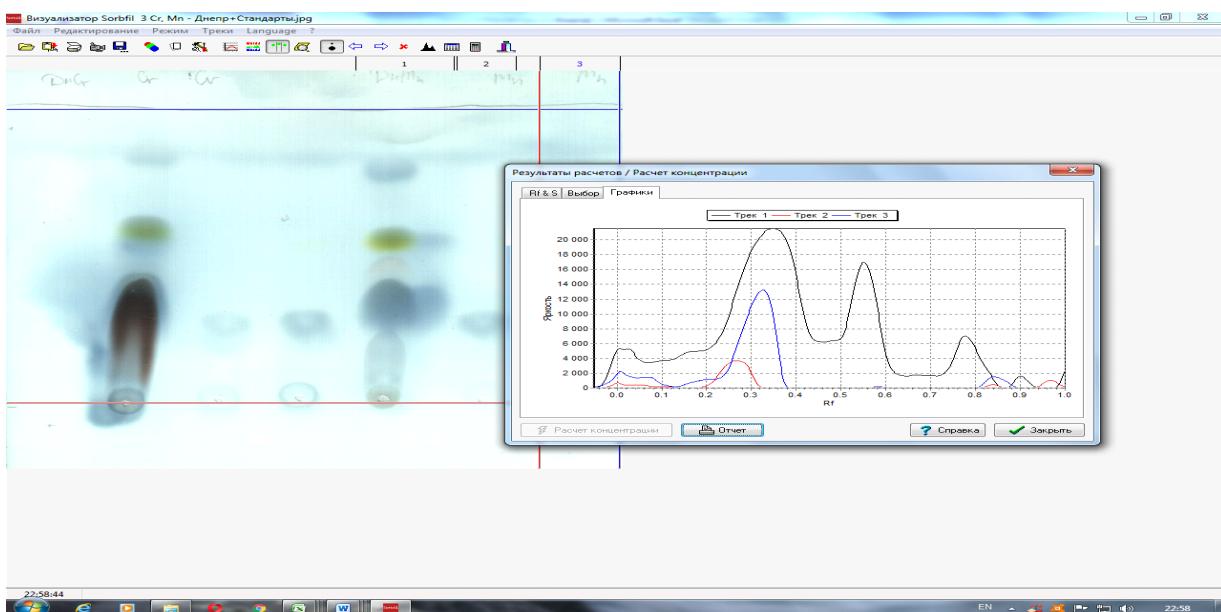 Визуализатор Sorbfil 3 Cr, Mn - Днепр+Стандарты.jpg
Файл Редактирование Режим Треки Language ?
1 2 3
Cr Cr
Результаты расчетов / Расчет концентрации
Rf & S Выбор Графики
Трек 1 Трек 2 Трек 3
20 000
18 000
16 000
14 000
12 000
10 000
8 000
6 000
4 000
2 000
0
Яркость
0.0 0.1 0.2 0.3 0.4 0.5 0.6 0.7 0.8 0.9 1.0
Rf
Расчет концентрации Отчет ? Справка Закрыть
22:58:44
EN 22:58